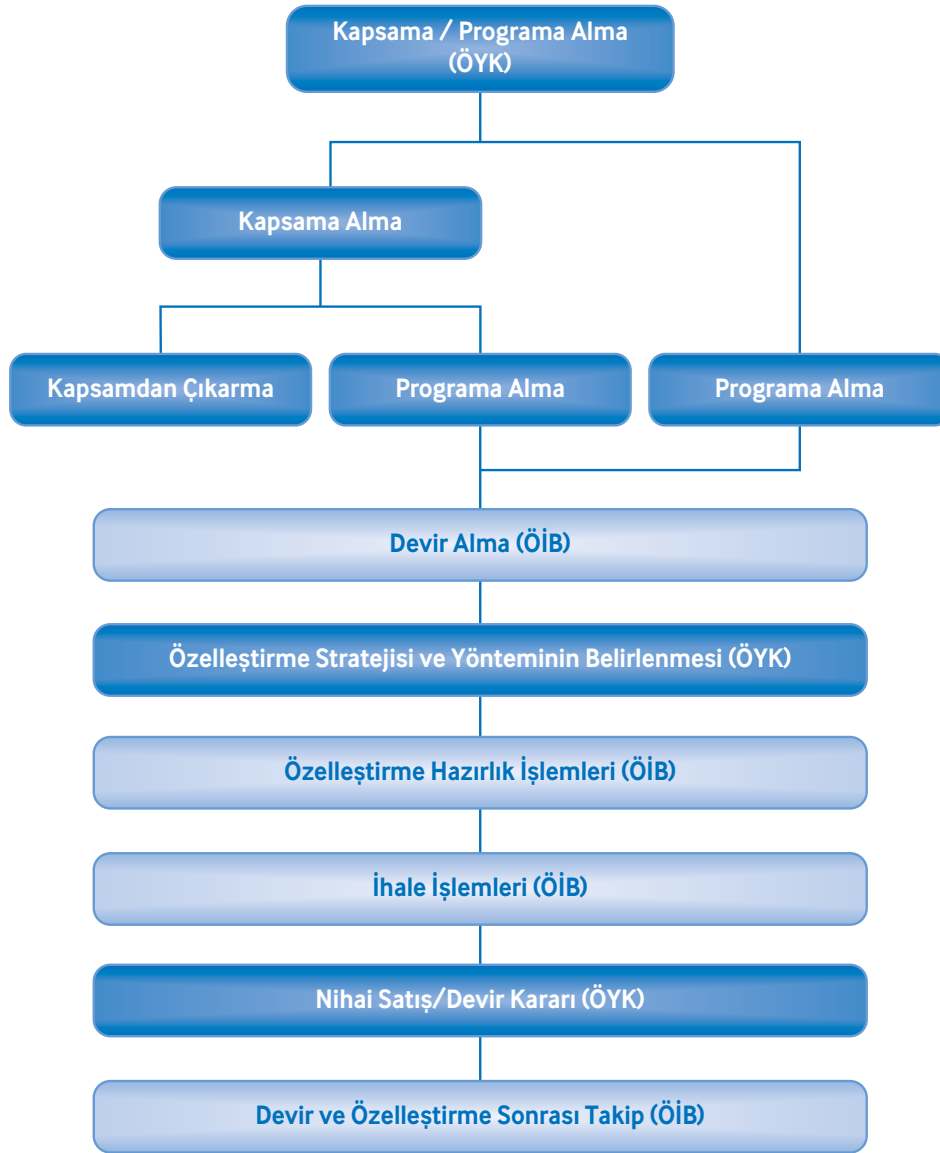 Kapsama / Programa Alma
(ÖYK)
Kapsama Alma
Kapsamdan Çıkarma
Programa Alma
Programa Alma
Devir Alma (ÖİB)
Özelleştirme Stratejisi ve Yönteminin Belirlenmesi (ÖYK)
Özelleştirme Hazırlık İşlemleri (ÖİB)
İhale İşlemleri (ÖİB)
Nihai Satış/Devir Kararı (ÖYK)
Devir ve Özelleştirme Sonrası Takip (ÖİB)